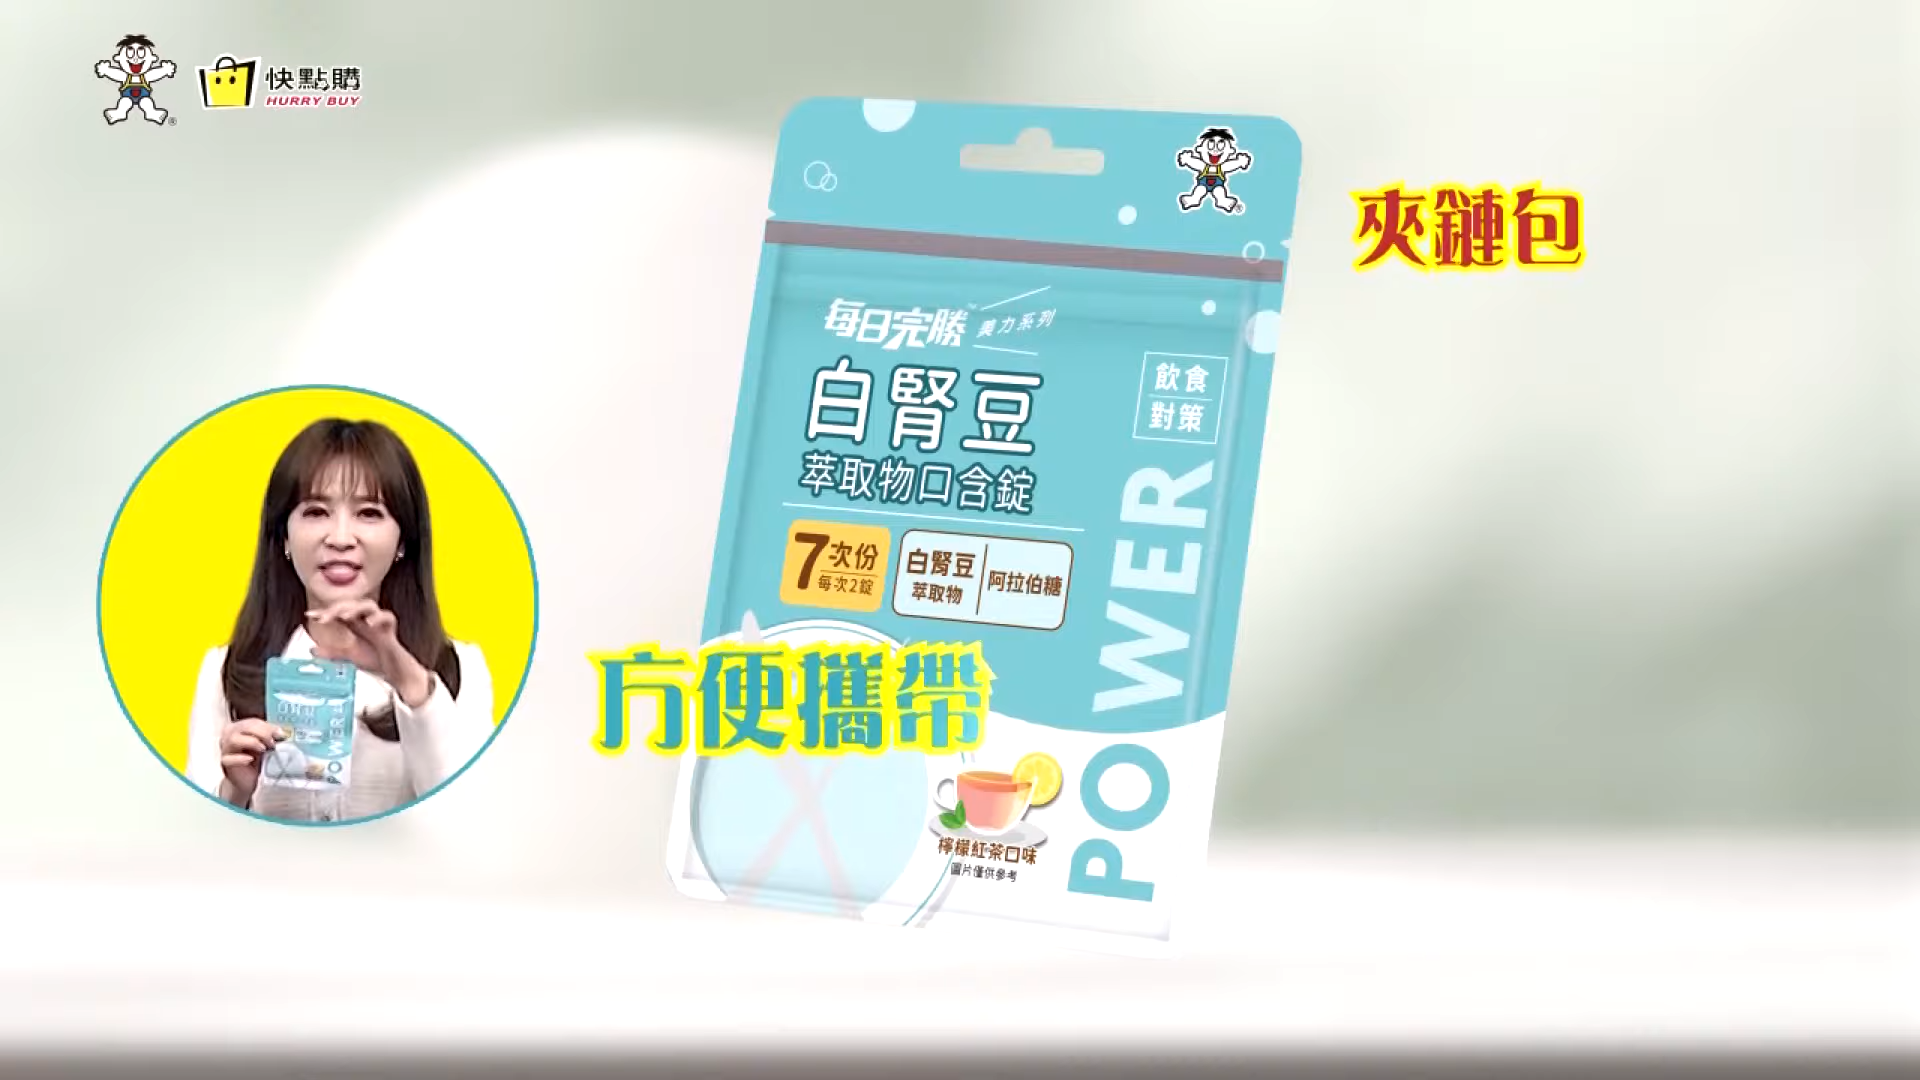 快點購
HURRY BUY
®
夾鏈包
®
每日完勝 美力系列
白腎豆
萃取物口含錠
飲食
對策
7次份
每次2錠
白腎豆
萃取物
阿拉伯糖
POWER
方便攜帶
檸檬紅茶口味
圖片僅供參考